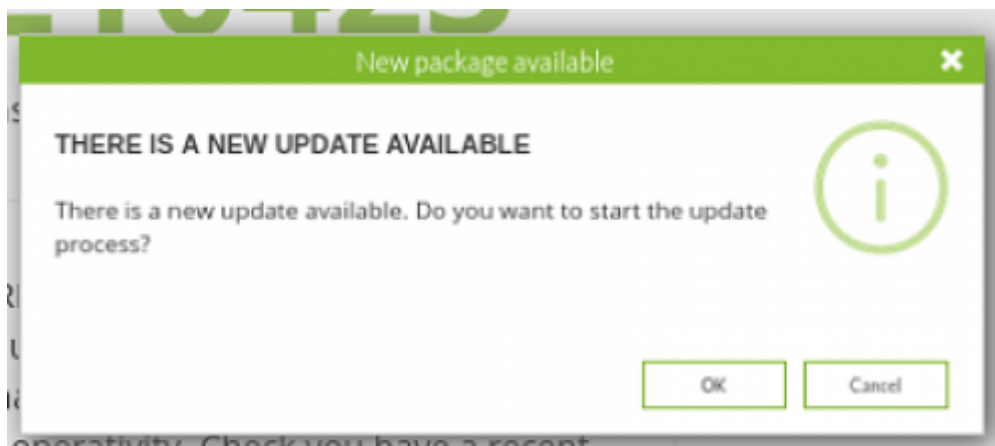 New package available
THERE IS A NEW UPDATE AVAILABLE
There is a new update available. Do you want to start the update
process?
OK
Cancel
operativity. Check you have a recent